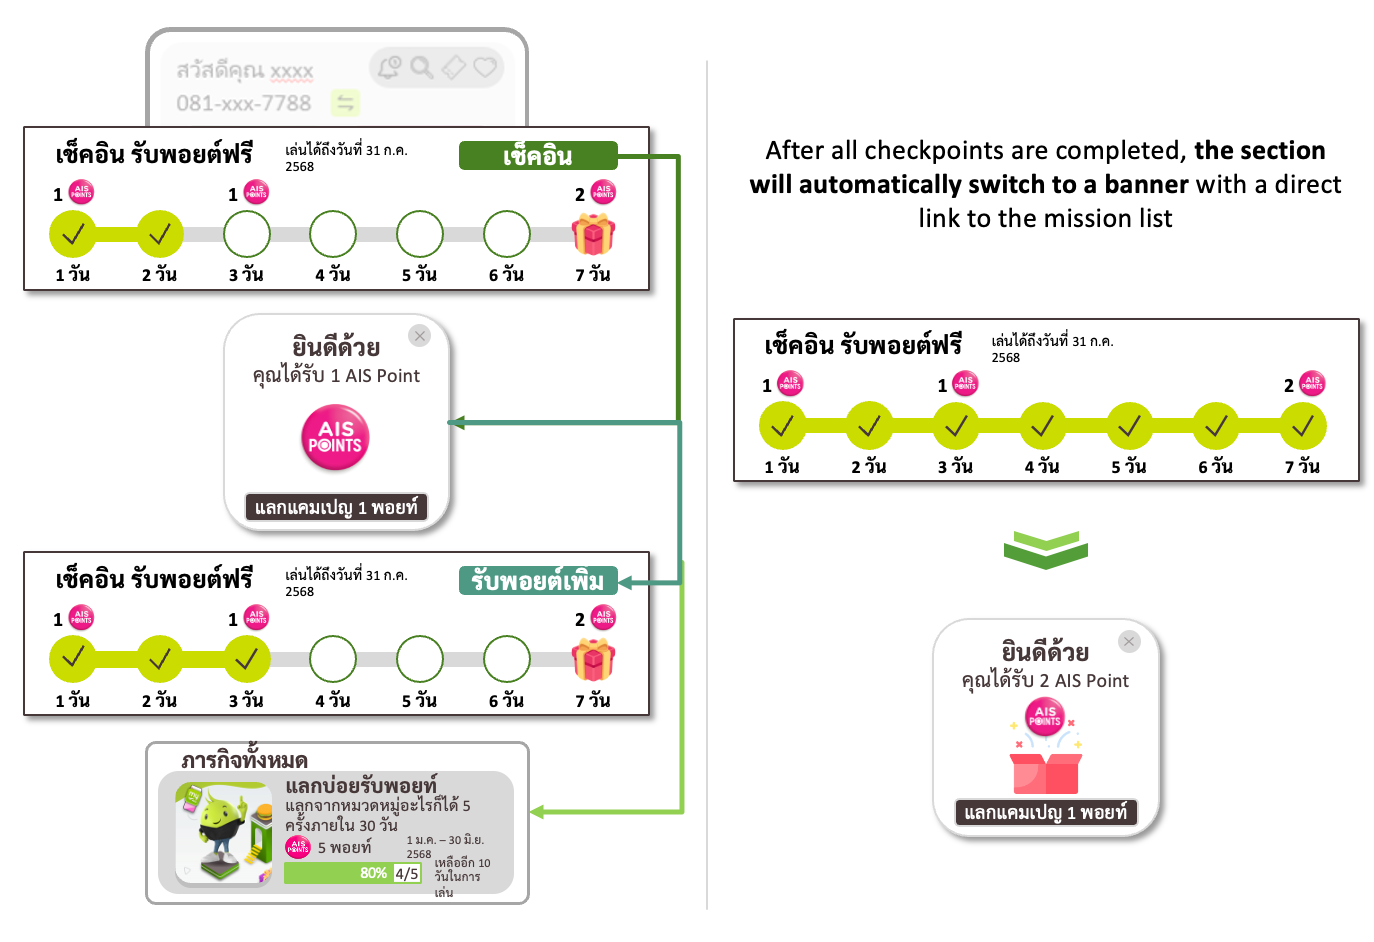 สวัสดีคุณ xxxx
081-xxx-7788
เช็คอิน รับพอยต์ฟรี
เล่นได้ถึงวันที่ 31 ก.ค.
2568
เช็คอิน
1 AIS POINTS
1 AIS POINTS
2 AIS POINTS
1 วัน 2 วัน 3 วัน 4 วัน 5 วัน 6 วัน 7 วัน
ยินดีด้วย
คุณได้รับ 1 AIS Point
AIS
POINTS
แลกแคมเปญ 1 พอยท์
เช็คอิน รับพอยต์ฟรี
เล่นได้ถึงวันที่ 31 ก.ค.
2568
รับพอยต์เพิ่ม
1 AIS POINTS
1 AIS POINTS
2 AIS POINTS
1 วัน 2 วัน 3 วัน 4 วัน 5 วัน 6 วัน 7 วัน
ภารกิจทั้งหมด
แลกบ่อยรับพอยท์
แลกจากหมวดหมู่อะไรก็ได้ 5
ครั้งภายใน 30 วัน
AIS POINTS 5 พอยท์
1 ม.ค. – 30 มิ.ย.
2568
80% 4/5
เหลืออีก 10
วันในการ
เล่น
After all checkpoints are completed, the section
will automatically switch to a banner with a direct
link to the mission list
เช็คอิน รับพอยต์ฟรี
เล่นได้ถึงวันที่ 31 ก.ค.
2568
1 AIS POINTS
1 AIS POINTS
2 AIS POINTS
1 วัน 2 วัน 3 วัน 4 วัน 5 วัน 6 วัน 7 วัน
ยินดีด้วย
คุณได้รับ 2 AIS Point
AIS
POINTS
แลกแคมเปญ 1 พอยท์